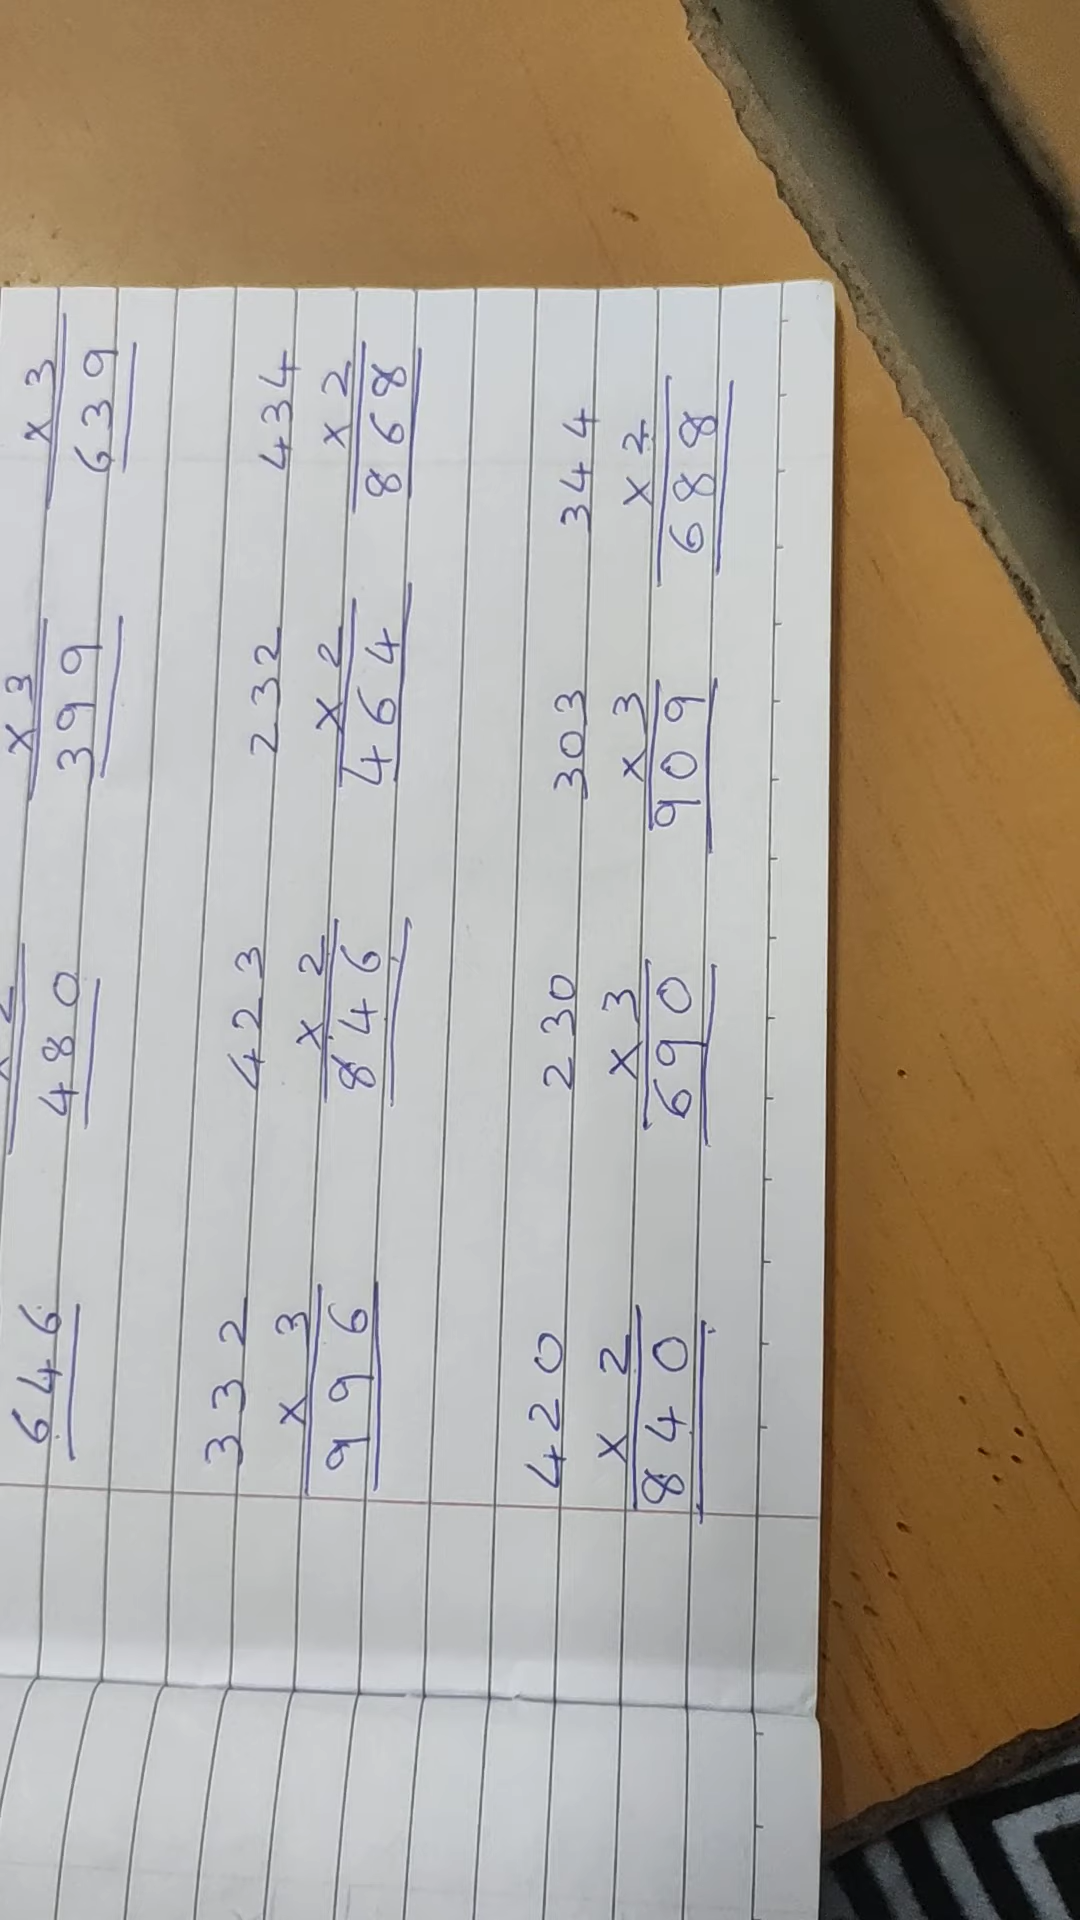 × 3 × 3
646 480 399 639
332 423 232 434
× 3 × 2 × 2 × 2
996 846 464 868
420 230 303 344
× 2 × 3 × 3 × 2
840 690 909 688